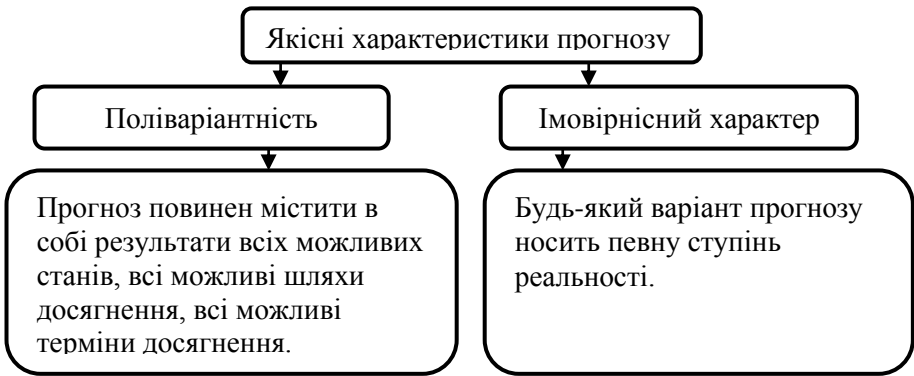 Якісні характеристики прогнозу
Поліваріантність
Імовірнісний характер
Прогноз повинен містити в
собі результати всіх можливих
станів, всі можливі шляхи
досягнення, всі можливі
терміни досягнення.
Будь-який варіант прогнозу
носить певну ступінь
реальності.